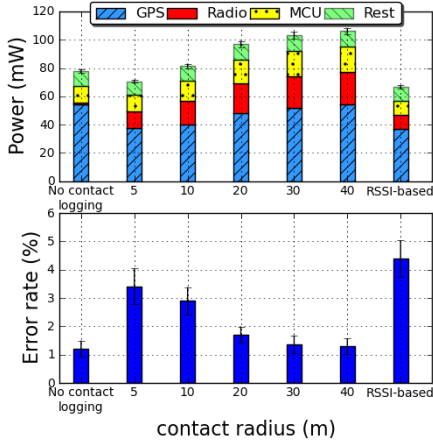 GPS Radio MCU Rest
Power (mW)
120
100
80
60
40
20
0
No contact
logging
5 10 20 30 40 RSSI-based
Error rate (%)
6
5
4
3
2
1
0
No contact
logging
5 10 20 30 40 RSSI-based
contact radius (m)